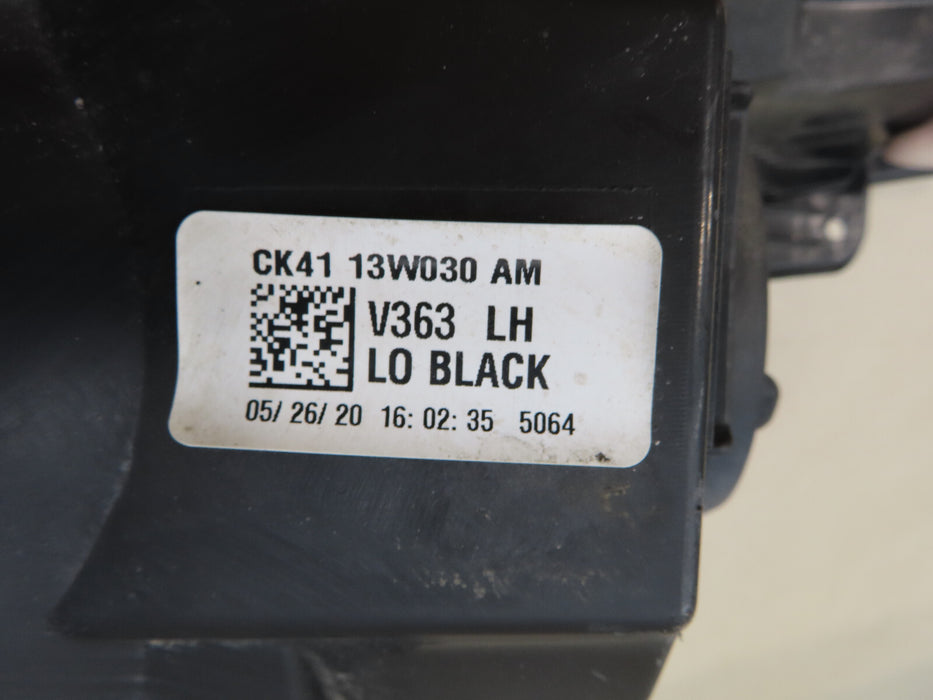 CK41 13W030 AM
V363 LH
LO BLACK
05/ 26/ 20 16: 02: 35 5064